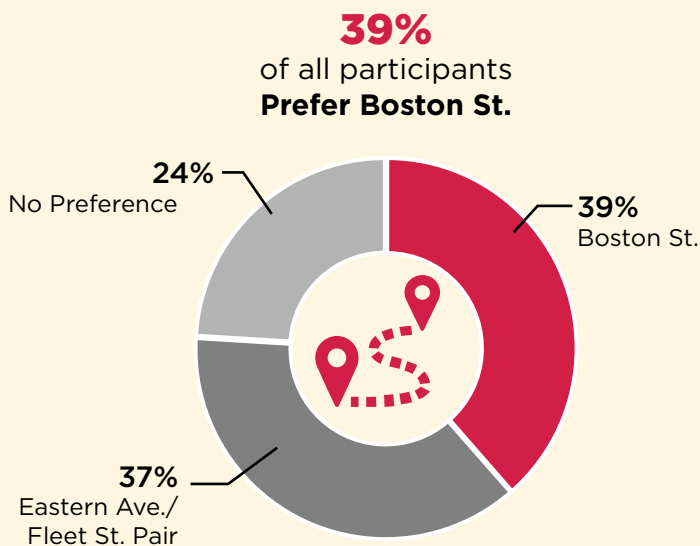 39%
of all participants
Prefer Boston St.
24%
No Preference
39%
Boston St.
37%
Eastern Ave./
Fleet St. Pair